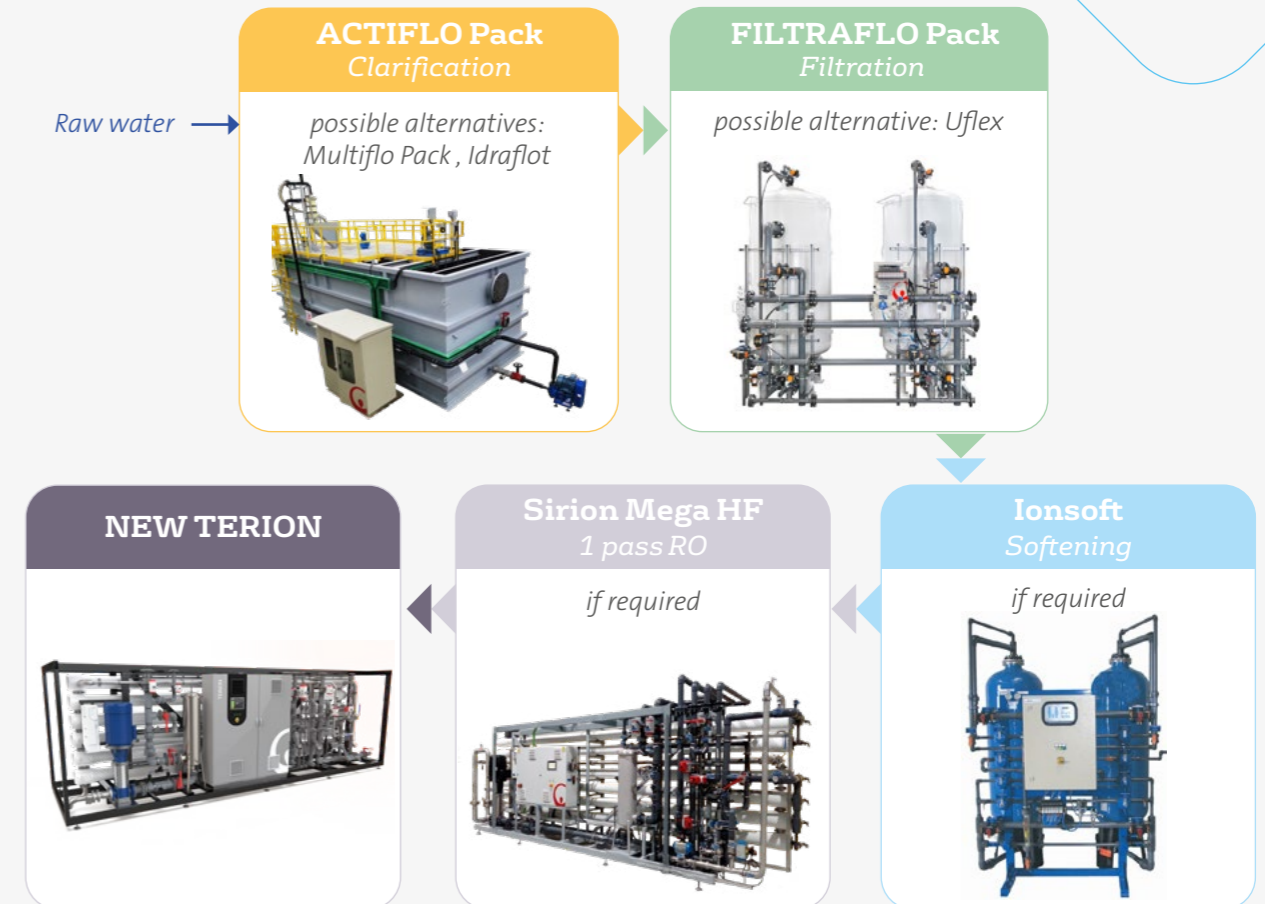 ACTIFLO Pack
Clarification
Raw water
possible alternatives:
Multiflo Pack , Idraflot
FILTRAFLO Pack
Filtration
possible alternative: Uflex
Ionsoft
Softening
if required
Sirion Mega HF
1 pass RO
if required
NEW TERION